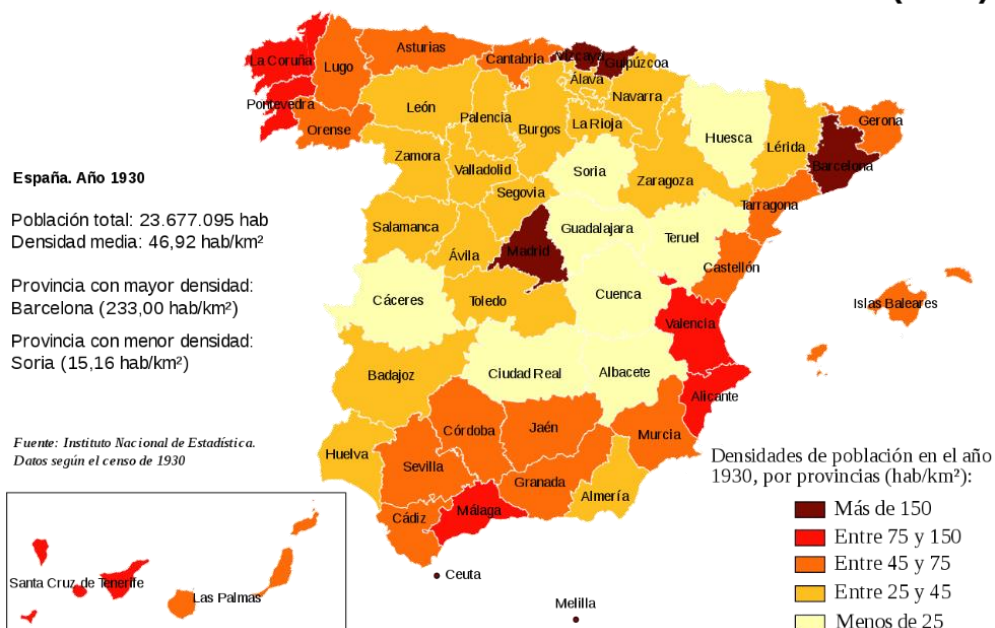 La Coruña
Lugo
Asturias
Cantabria
Vizcaya
Guipúzcoa
Álava
Navarra
Pontevedra
Orense
León
Palencia
Burgos
La Rioja
Huesca
Lérida
Gerona
Barcelona
Zamora
Valladolid
Soria
Zaragoza
Tarragona
España. Año 1930
Segovia
Salamanca
Ávila
Madrid
Guadalajara
Teruel
Castellón
Población total: 23.677.095 hab
Densidad media: 46,92 hab/km²
Provincia con mayor densidad:
Barcelona (233,00 hab/km²)
Provincia con menor densidad:
Soria (15,16 hab/km²)
Cáceres
Toledo
Cuenca
Valencia
Islas Baleares
Badajoz
Ciudad Real
Albacete
Alicante
Huelva
Sevilla
Córdoba
Jaén
Murcia
Granada
Almería
Cádiz
Málaga
Ceuta
Melilla
Fuente: Instituto Nacional de Estadística.
Datos según el censo de 1930
Santa Cruz de Tenerife
Las Palmas
Densidades de población en el año
1930, por provincias (hab/km²):
Más de 150
Entre 75 y 150
Entre 45 y 75
Entre 25 y 45
Menos de 25